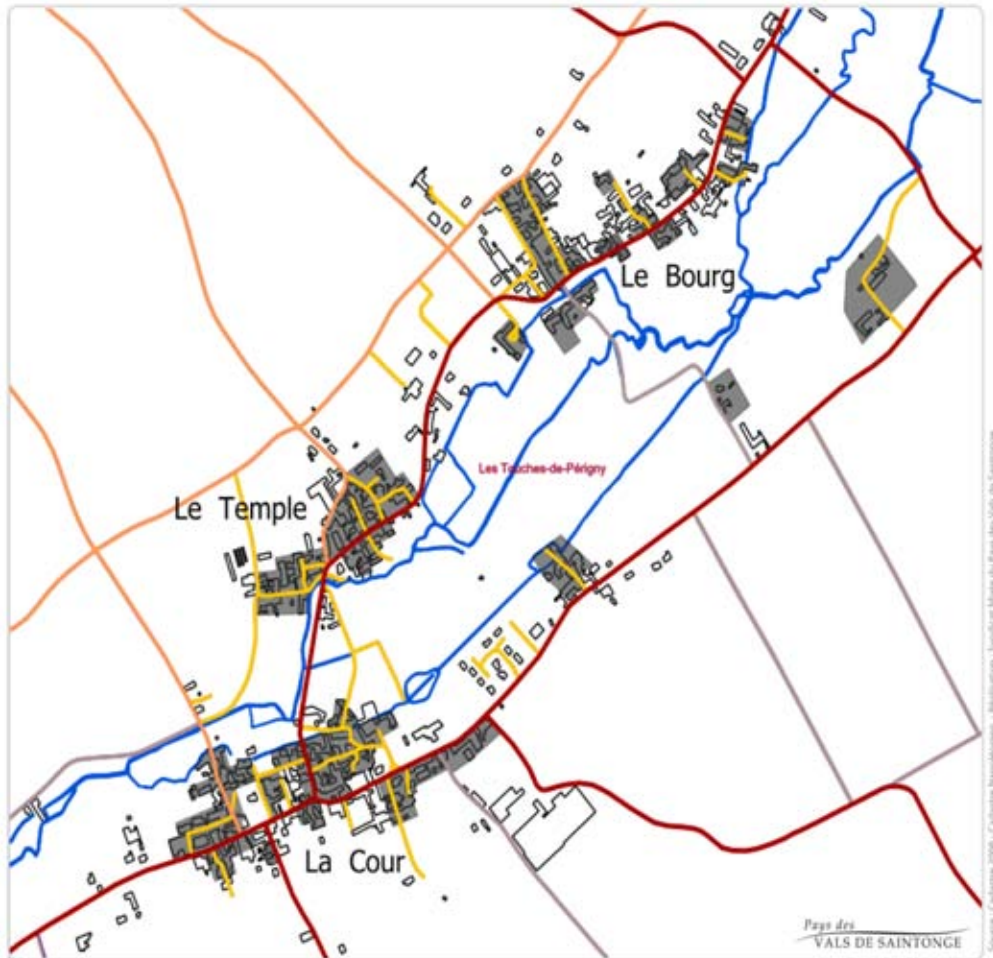 Le Bourg
Les Touches-de-Périgny
Le Temple
La Cour
Pays des
VALS DE SAINTONGE